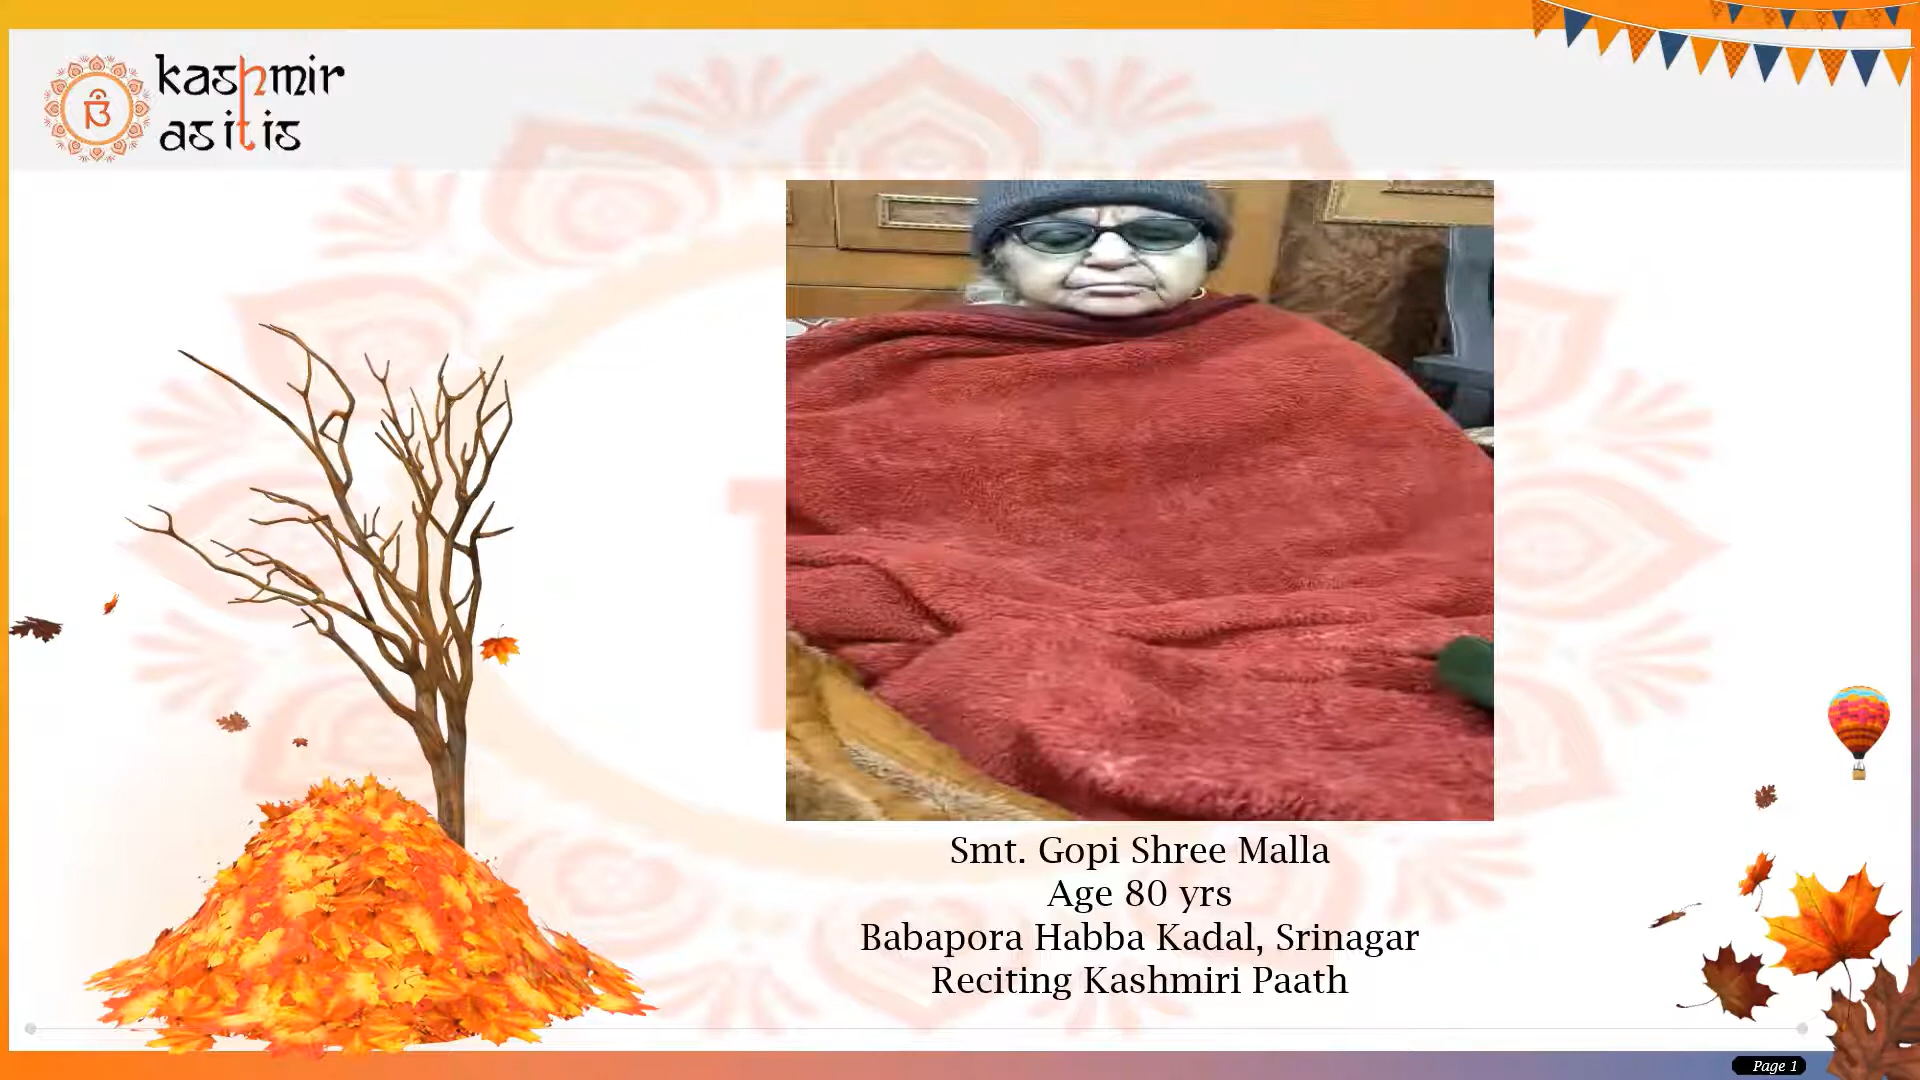 kashmir
as it is
Smt. Gopi Shree Malla
Age 80 yrs
Babapora Habba Kadal, Srinagar
Reciting Kashmiri Paath
Page 1